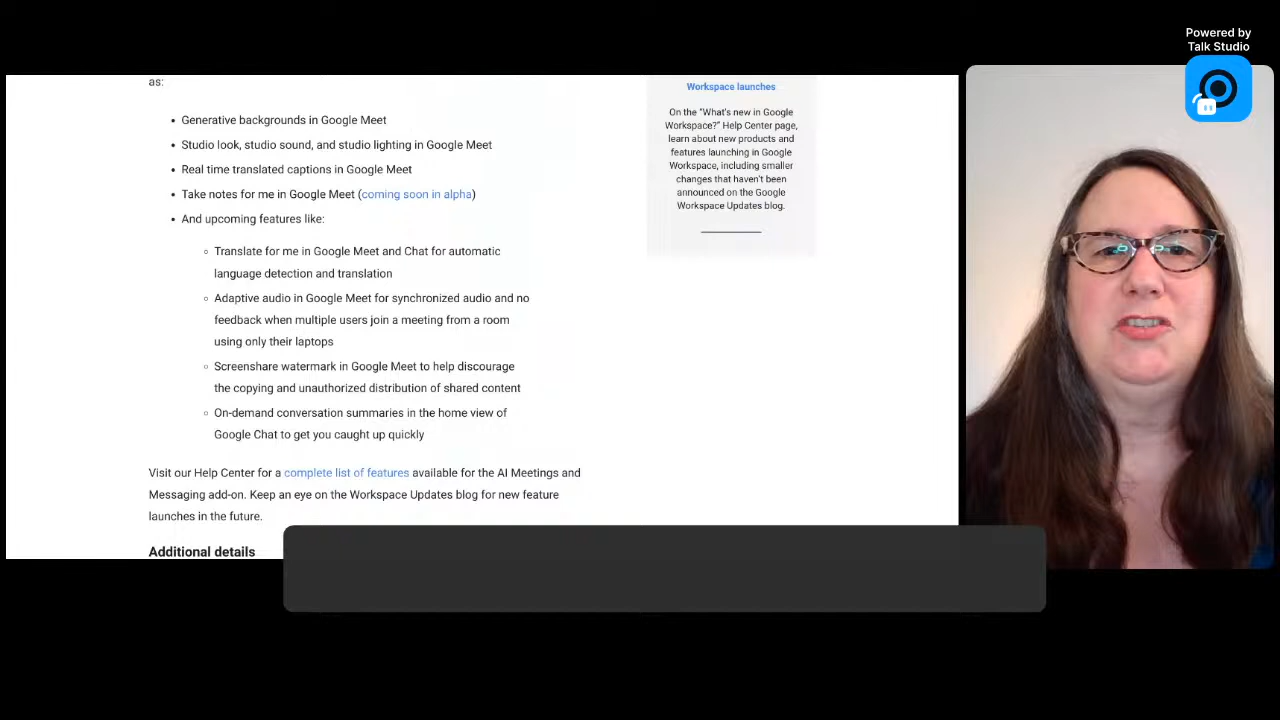 Powered by
Talk Studio
as:
• Generative backgrounds in Google Meet
• Studio look, studio sound, and studio lighting in Google Meet
• Real time translated captions in Google Meet
• Take notes for me in Google Meet (coming soon in alpha)
• And upcoming features like:
◦ Translate for me in Google Meet and Chat for automatic
language detection and translation
◦ Adaptive audio in Google Meet for synchronized audio and no
feedback when multiple users join a meeting from a room
using only their laptops
◦ Screenshare watermark in Google Meet to help discourage
the copying and unauthorized distribution of shared content
◦ On-demand conversation summaries in the home view of
Google Chat to get you caught up quickly
Visit our Help Center for a complete list of features available for the AI Meetings and
Messaging add-on. Keep an eye on the Workspace Updates blog for new feature
launches in the future.
Additional details
Workspace launches
On the “What’s new in Google
Workspace?” Help Center page,
learn about new products and
features launching in Google
Workspace, including smaller
changes that haven’t been
announced on the Google
Workspace Updates blog.